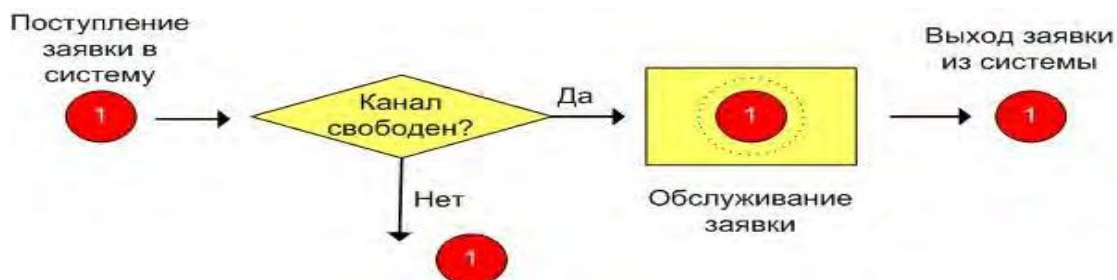 Поступление
заявки в
систему
1
Канал
свободен?
Да
Нет
1
1
Обслуживание
заявки
Выход заявки
из системы
1